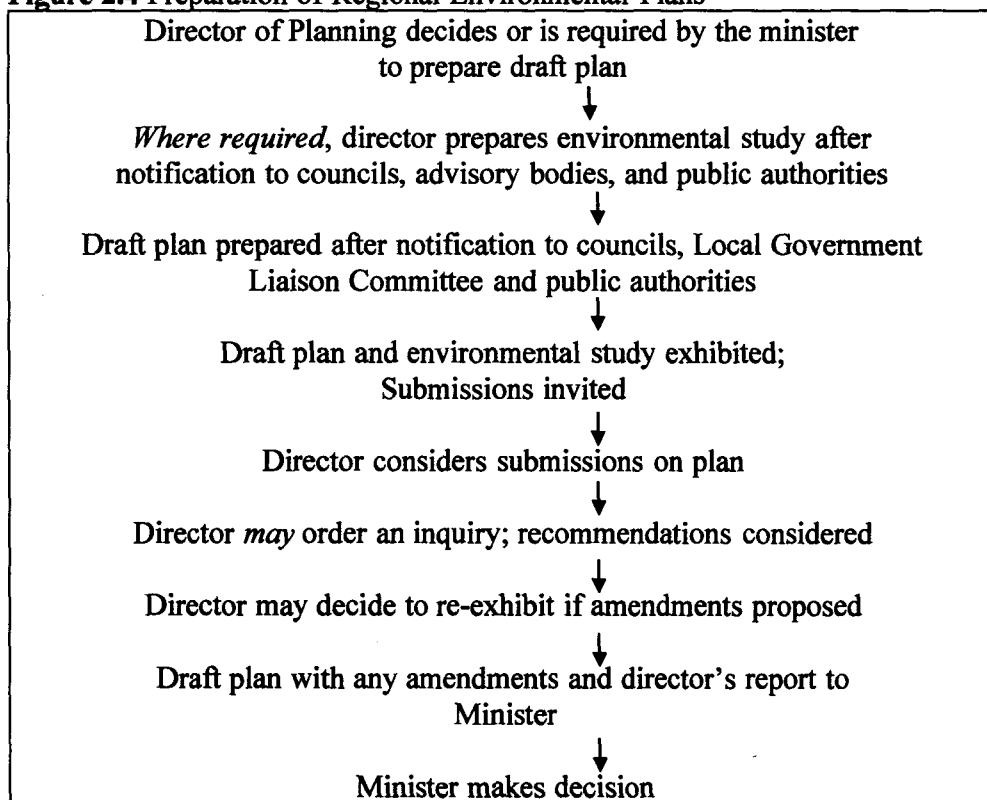 Figure 2.4 Preparation of Regional Environmental Plans
Director of Planning decides or is required by the minister
to prepare draft plan
Where required, director prepares environmental study after
notification to councils, advisory bodies, and public authorities
Draft plan prepared after notification to councils, Local Government
Liaison Committee and public authorities
Draft plan and environmental study exhibited;
Submissions invited
Director considers submissions on plan
Director may order an inquiry; recommendations considered
Director may decide to re-exhibit if amendments proposed
Draft plan with any amendments and director's report to
Minister
Minister makes decision